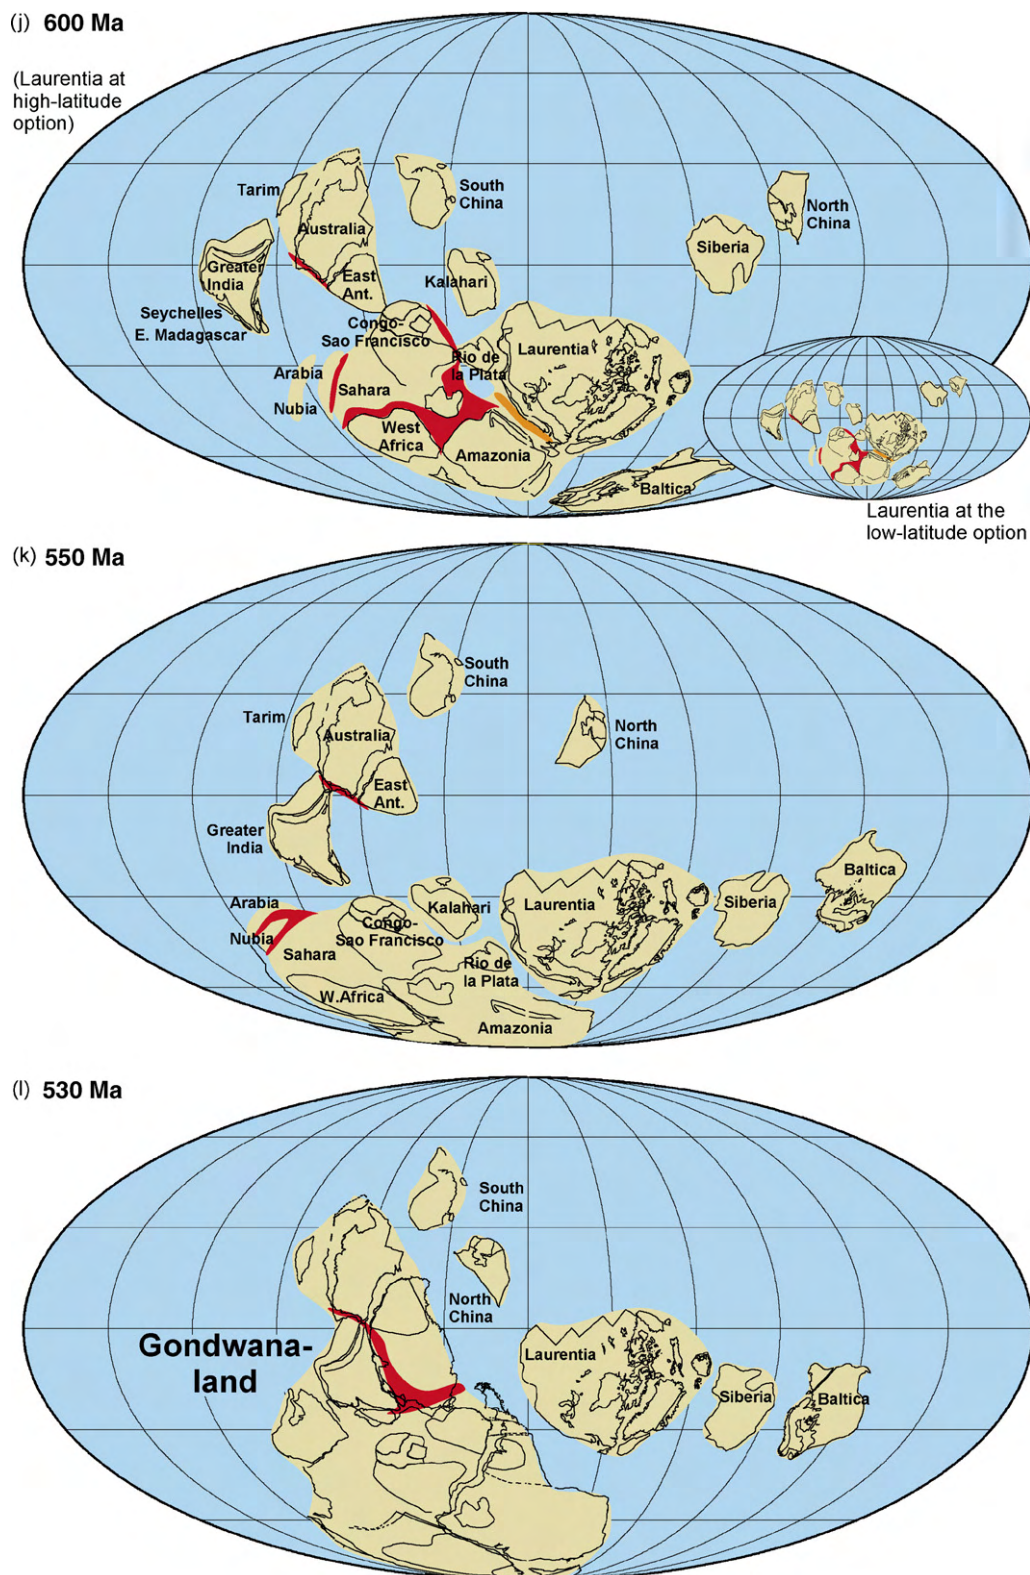 (j) 600 Ma
(Laurentia at
high-latitude
option)
Tarim
South
China
North
China
Australia
Siberia
Greater
India
East
Ant.
Kalahari
Seychelles
E. Madagascar
Congo-
Sao Francisco
Rio de
la Plata
Laurentia
Arabia
Sahara
Nubia
West
Africa
Amazonia
Baltica
Laurentia at the
low-latitude option
(k) 550 Ma
South
China
Tarim
Australia
North
China
East
Ant.
Greater
India
Baltica
Arabia
Kalahari
Laurentia
Siberia
Nubia
Congo-
Sao Francisco
Sahara
Rio de
la Plata
W.Africa
Amazonia
(l) 530 Ma
South
China
North
China
Gondwana-
land
Laurentia
Siberia
Baltica